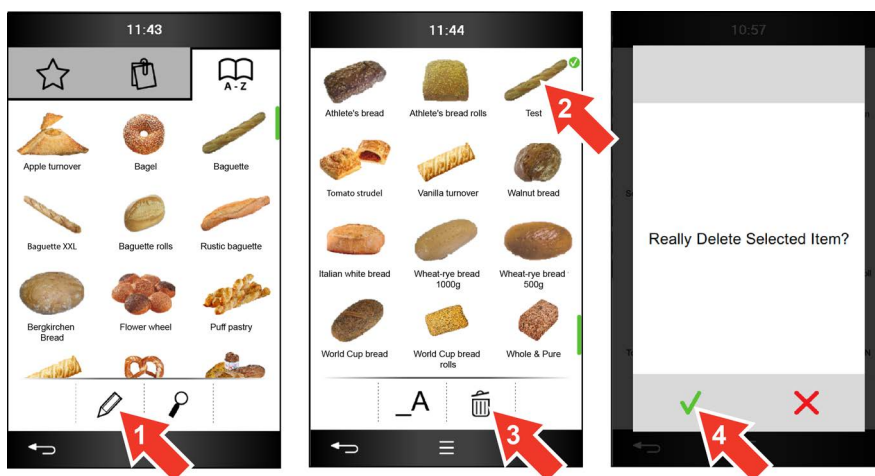 11:43
A - Z
Apple turnover
Bagel
Baguette
Baguette XXL
Baguette rolls
Rustic baguette
Bergkirchen
Bread
Flower wheel
Puff pastry
1
11:44
Athlete's bread
Athlete's bread rolls
Test
2
Tomato strudel
Vanilla turnover
Walnut bread
Italian white bread
Wheat-rye bread
1000g
Wheat-rye bread
500g
World Cup bread
World Cup bread
rolls
Whole & Pure
_A
3
10:57
Really Delete Selected Item?
4